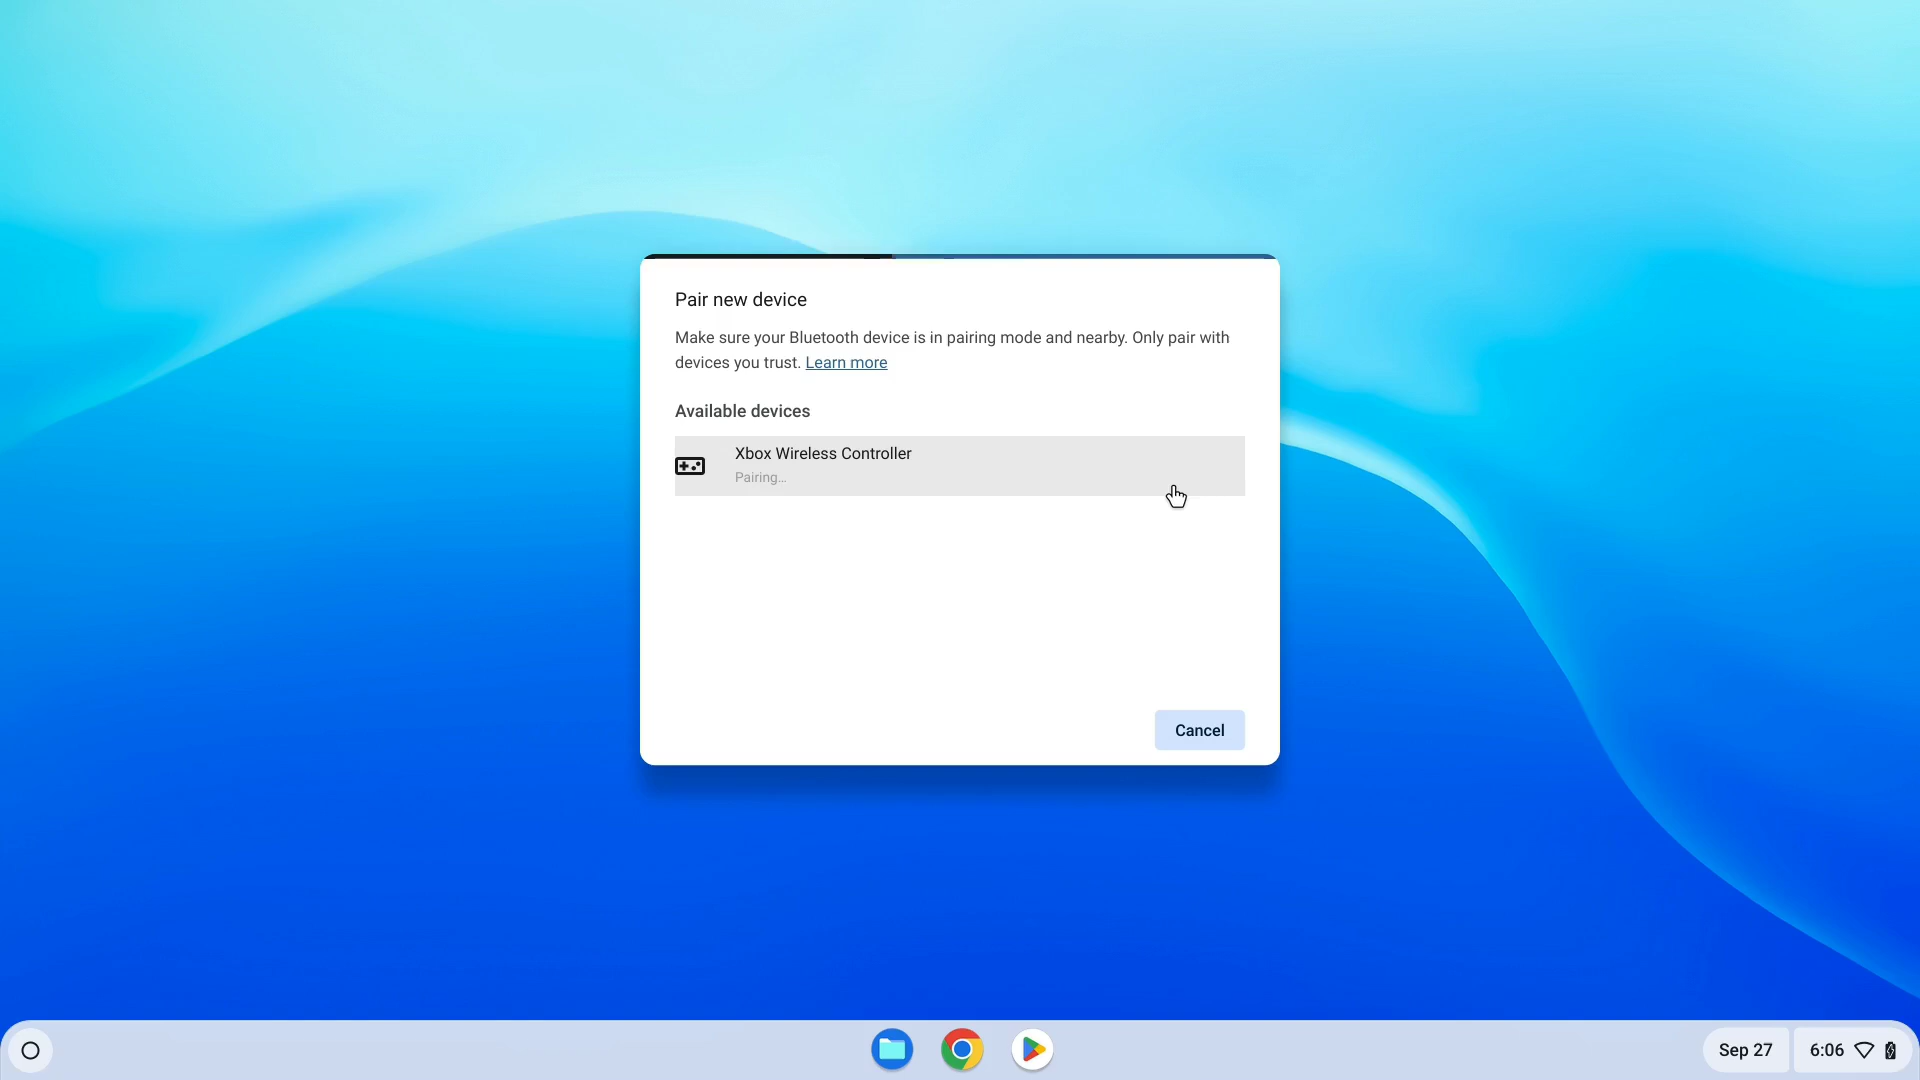 Pair new device
Make sure your Bluetooth device is in pairing mode and nearby. Only pair with
devices you trust. Learn more
Available devices
Xbox Wireless Controller
Pairing...
Cancel
Sep 27
6:06